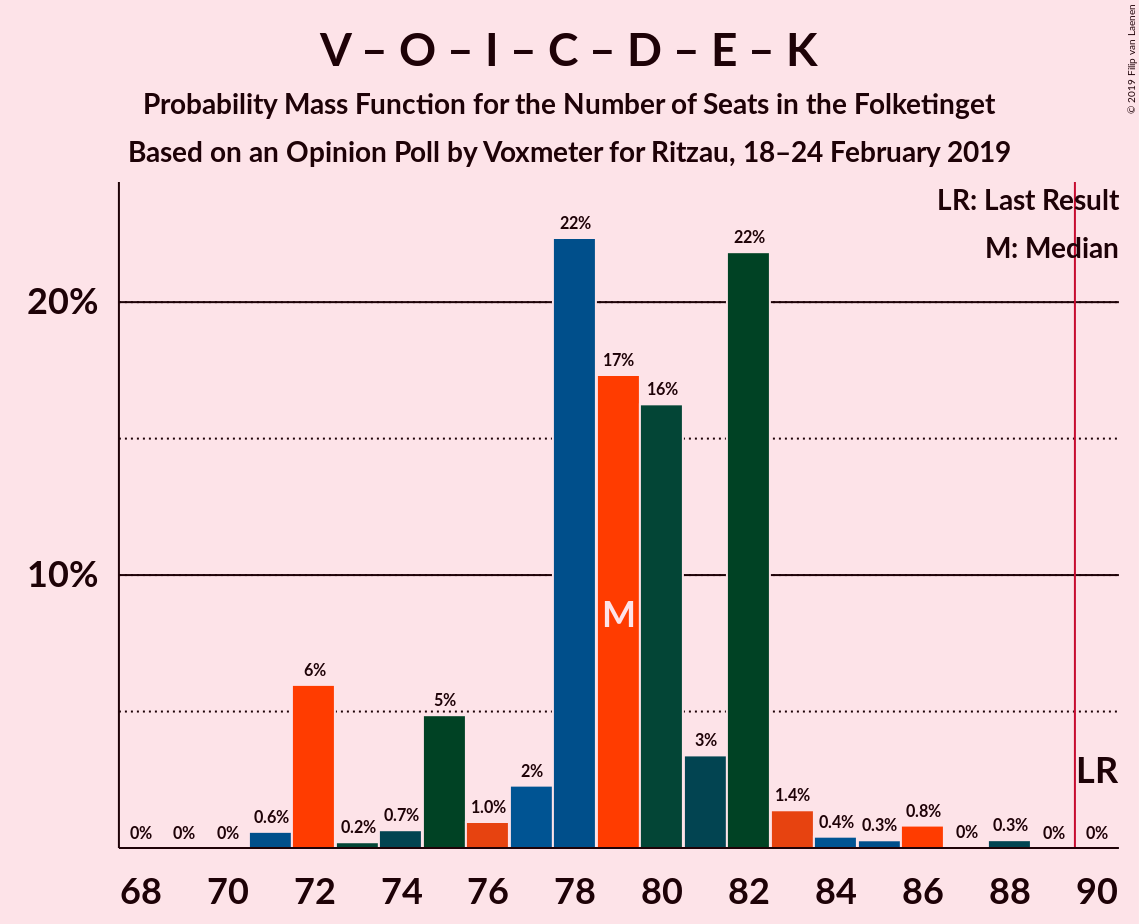 V – O – I – C – D – E – K
Probability Mass Function for the Number of Seats in the Folketinget
Based on an Opinion Poll by Voxmeter for Ritzau, 18–24 February 2019
© 2019 Filip van Laenen
LR: Last Result
M: Median
20%
10%
0%
0%
0%
0.6%
6%
0.2%
0.7%
5%
1.0%
2%
22%
17%
16%
3%
22%
1.4%
0.4%
0.3%
0.8%
0%
0.3%
0%
0%
M
LR
68 70 72 74 76 78 80 82 84 86 88 90